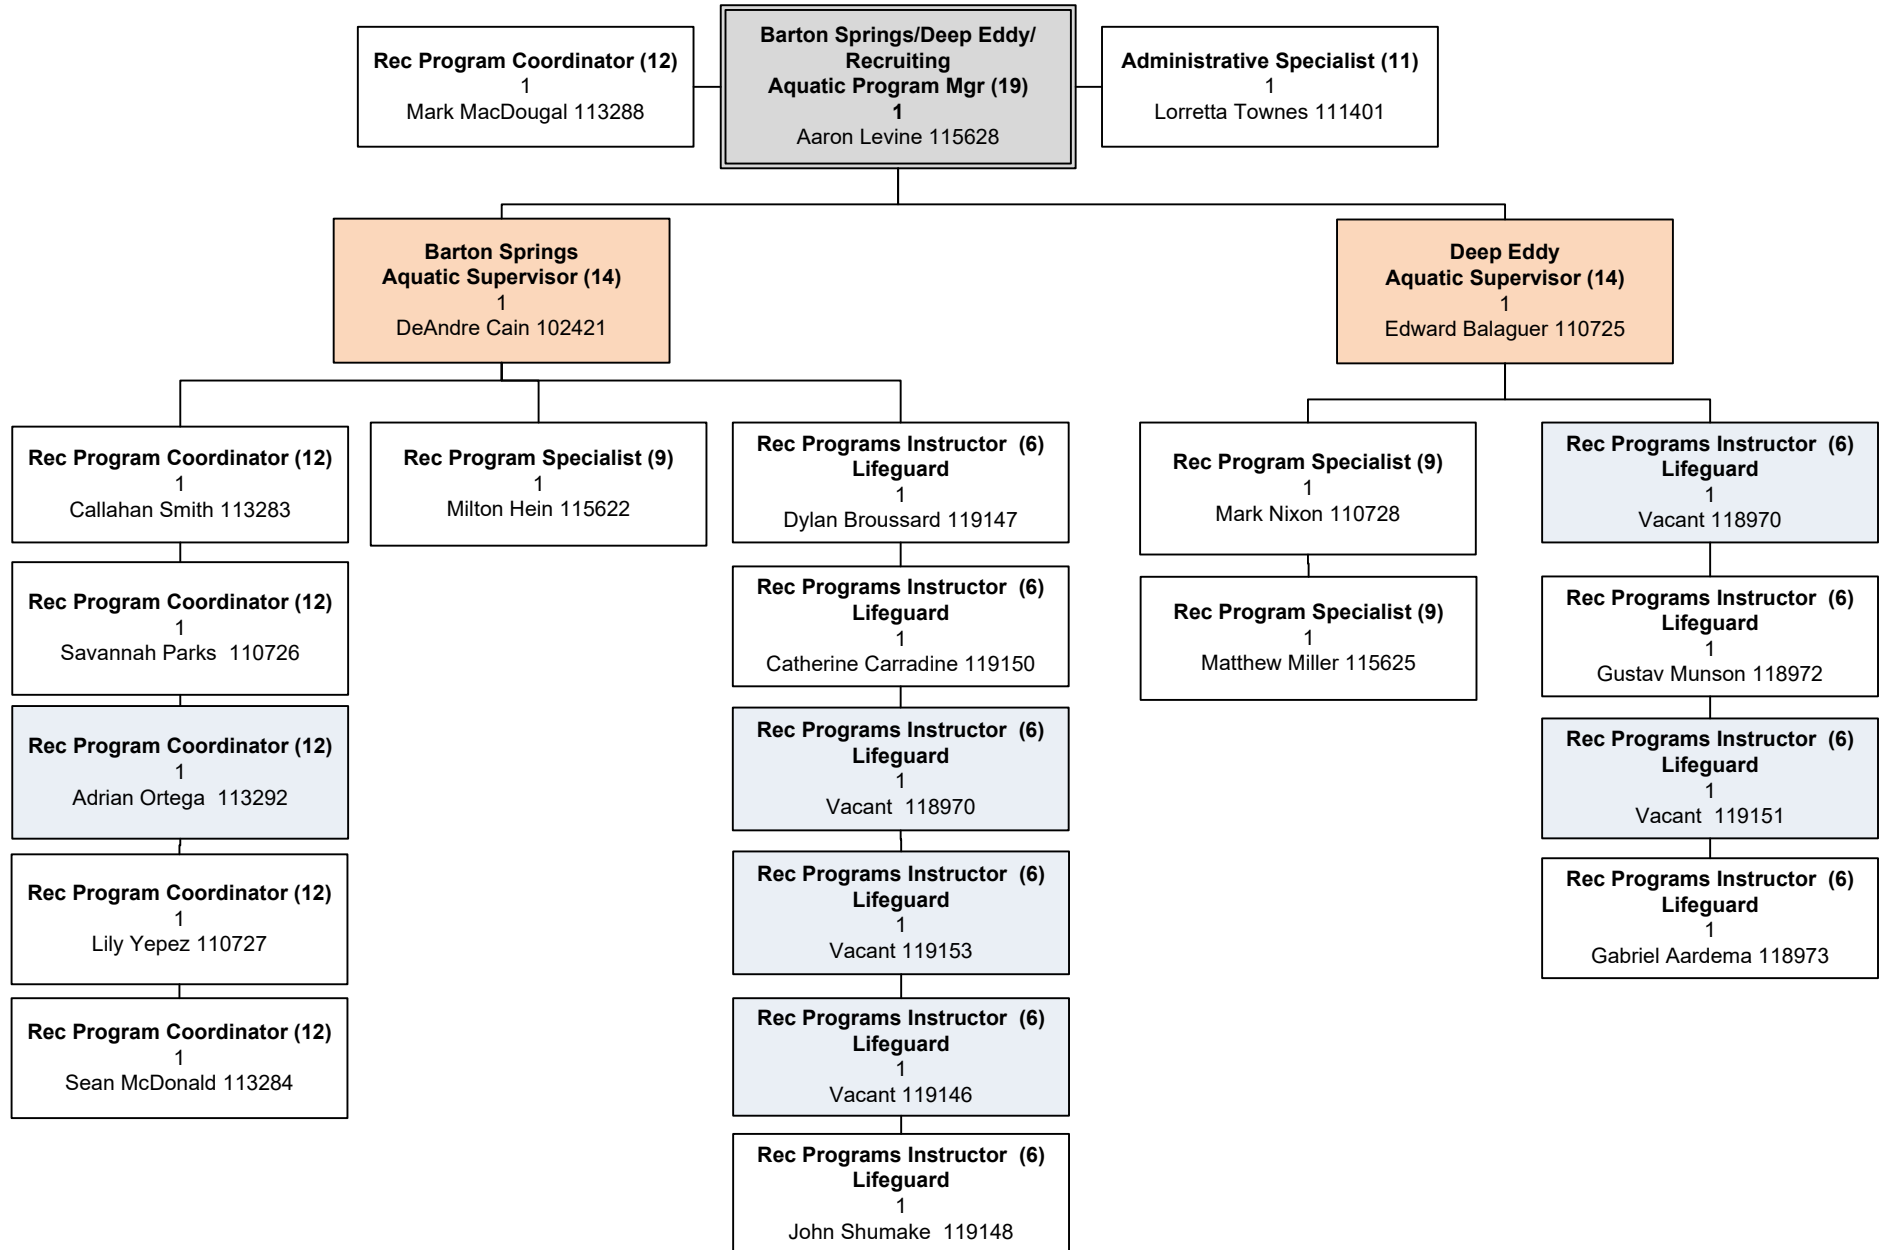 Rec Program Coordinator (12)
1
Mark MacDougal 113288
Barton Springs/Deep Eddy/
Recruiting
Aquatic Program Mgr (19)
1
Aaron Levine 115628
Administrative Specialist (11)
1
Lorretta Townes 111401
Barton Springs
Aquatic Supervisor (14)
1
DeAndre Cain 102421
Deep Eddy
Aquatic Supervisor (14)
1
Edward Balaguer 110725
Rec Program Coordinator (12)
1
Callahan Smith 113283
Rec Program Coordinator (12)
1
Savannah Parks  110726
Rec Program Coordinator (12)
1
Adrian Ortega  113292
Rec Program Coordinator (12)
1
Lily Yepez 110727
Rec Program Coordinator (12)
1
Sean McDonald 113284
Rec Program Specialist (9)
1
Milton Hein 115622
Rec Programs Instructor  (6)
Lifeguard
1
Dylan Broussard 119147
Rec Programs Instructor  (6)
Lifeguard
1
Catherine Carradine 119150
Rec Programs Instructor  (6)
Lifeguard
1
Vacant  118970
Rec Programs Instructor  (6)
Lifeguard
1
Vacant 119153
Rec Programs Instructor  (6)
Lifeguard
1
Vacant 119146
Rec Programs Instructor  (6)
Lifeguard
1
John Shumake  119148
Rec Program Specialist (9)
1
Mark Nixon 110728
Rec Program Specialist (9)
1
Matthew Miller 115625
Rec Programs Instructor  (6)
Lifeguard
1
Vacant 118970
Rec Programs Instructor  (6)
Lifeguard
1
Gustav Munson 118972
Rec Programs Instructor  (6)
Lifeguard
1
Vacant  119151
Rec Programs Instructor  (6)
Lifeguard
1
Gabriel Aardema 118973